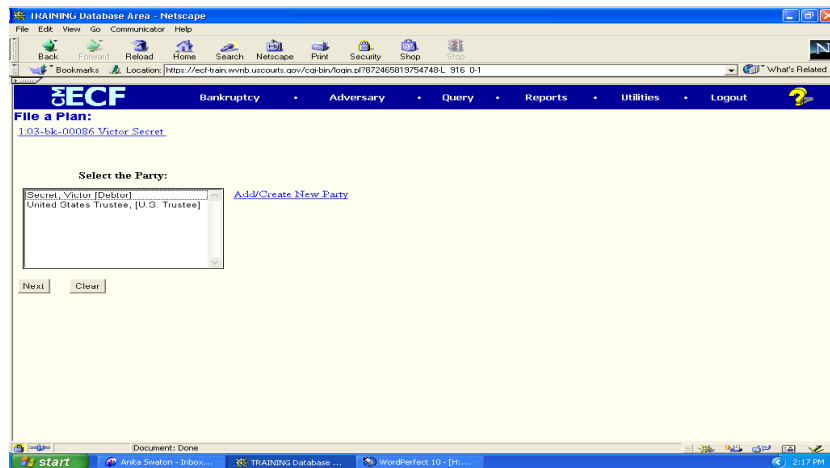 TRAINING Database Area - Netscape
File Edit View Go Communicator Help
Back Forward Reload Home Search Netscape Print Security Shop Stop
Bookmarks Location: https://ecf-train.wvnb.uscourts.gov/cgi-bin/login.pl?872465819754748-L_916_0-1 What's Related
CM ECF Bankruptcy • Adversary • Query • Reports • Utilities • Logout ?
File a Plan:
1:03-bk-00086 Victor Secret
Select the Party:
Secret, Victor [Debtor] Add/Create New Party
United States Trustee, [U.S. Trustee]
Next Clear
Document: Done
start Anita Swaton - Inbox... TRAINING Database ... WordPerfect 10 - [H:... 2:17 PM